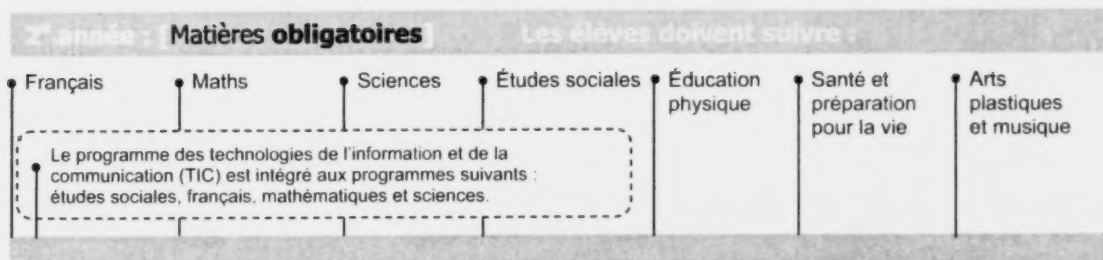 2e année : [Matières obligatoires] Les élèves doivent suivre :
Français
Maths
Sciences
Études sociales
Éducation
physique
Santé et
préparation
pour la vie
Arts
plastiques
et musique
Le programme des technologies de l'information et de la
communication (TIC) est intégré aux programmes suivants :
études sociales, français, mathématiques et sciences.